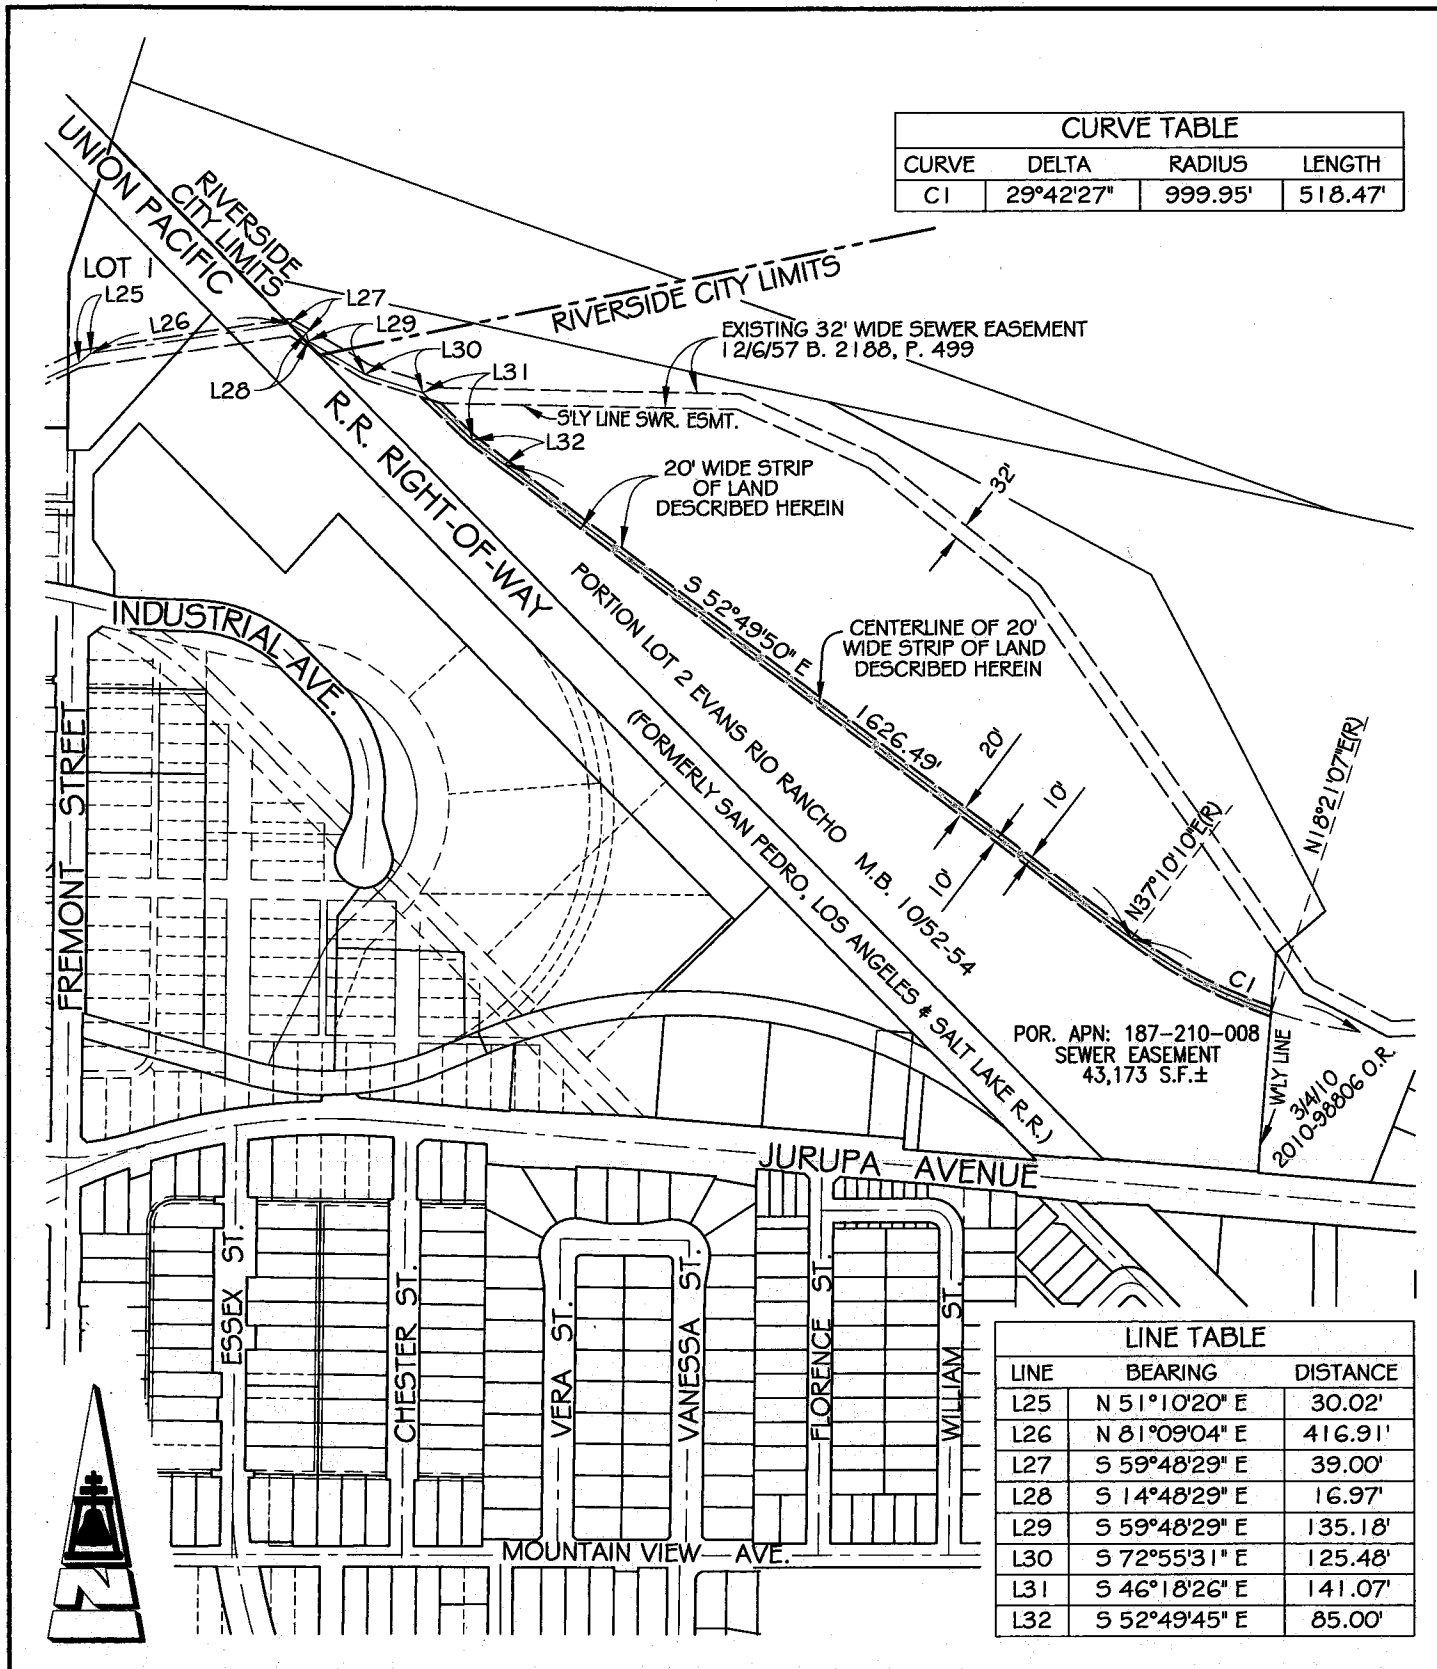 CURVE TABLE
CURVE DELTA RADIUS LENGTH
C1 29°42'27" 999.95' 518.47'
UNION PACIFIC
RIVERSIDE
CITY LIMITS
LOT 1
L25
L26
L27
L29
L28
L30
L31
L32
RIVERSIDE CITY LIMITS
EXISTING 32' WIDE SEWER EASEMENT
12/6/57 B. 2188, P. 499
S'LY LINE SWR. ESMT.
20' WIDE STRIP
OF LAND
DESCRIBED HEREIN
32'
R.R. RIGHT-OF-WAY
PORTION LOT 2 EVANS RIO RANCHO M.B. 10/52-54
S 52°49'50" E
1626.49'
CENTERLINE OF 20'
WIDE STRIP OF LAND
DESCRIBED HEREIN
20'
10'
10'
(FORMERLY SAN PEDRO, LOS ANGELES & SALT LAKE R.R.)
N37°10'10"E(R)
N18°21'07"E(R)
C1
INDUSTRIAL AVE.
FREMONT STREET
POR. APN: 187-210-008
SEWER EASEMENT
43,173 S.F.±
W'LY LINE
3/4/10
2010-98806 O.R.
JURUPA AVENUE
ESSEX ST.
CHESTER ST.
VERA ST.
VANESSA ST.
FLORENCE ST.
WILLIAM ST.
MOUNTAIN VIEW AVE.
N
LINE TABLE
LINE BEARING DISTANCE
L25 N 51°10'20" E 30.02'
L26 N 81°09'04" E 416.91'
L27 S 59°48'29" E 39.00'
L28 S 14°48'29" E 16.97'
L29 S 59°48'29" E 135.18'
L30 S 72°55'31" E 125.48'
L31 S 46°18'26" E 141.07'
L32 S 52°49'45" E 85.00'